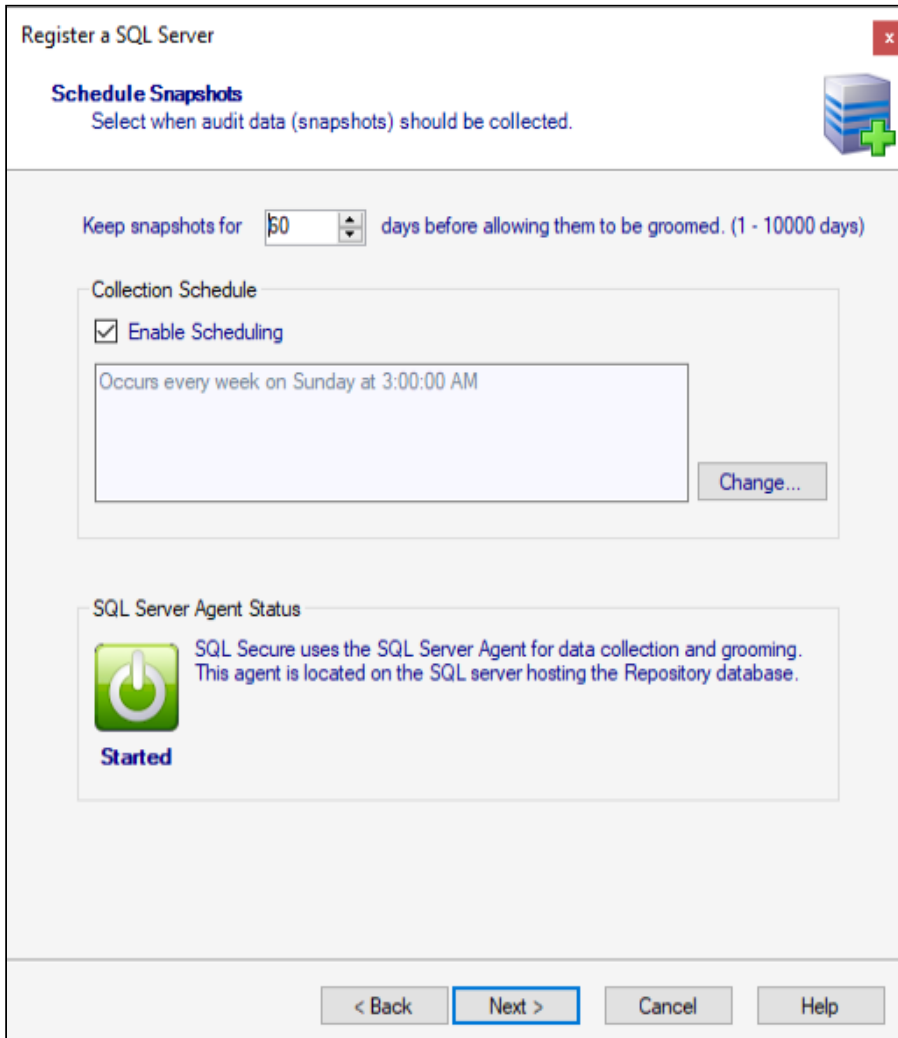 Register a SQL Server
x
Schedule Snapshots
Select when audit data (snapshots) should be collected.
Keep snapshots for 60 days before allowing them to be groomed. (1 - 10000 days)
Collection Schedule
Enable Scheduling
Occurs every week on Sunday at 3:00:00 AM
Change...
SQL Server Agent Status
SQL Secure uses the SQL Server Agent for data collection and grooming.
This agent is located on the SQL server hosting the Repository database.
Started
< Back Next > Cancel Help